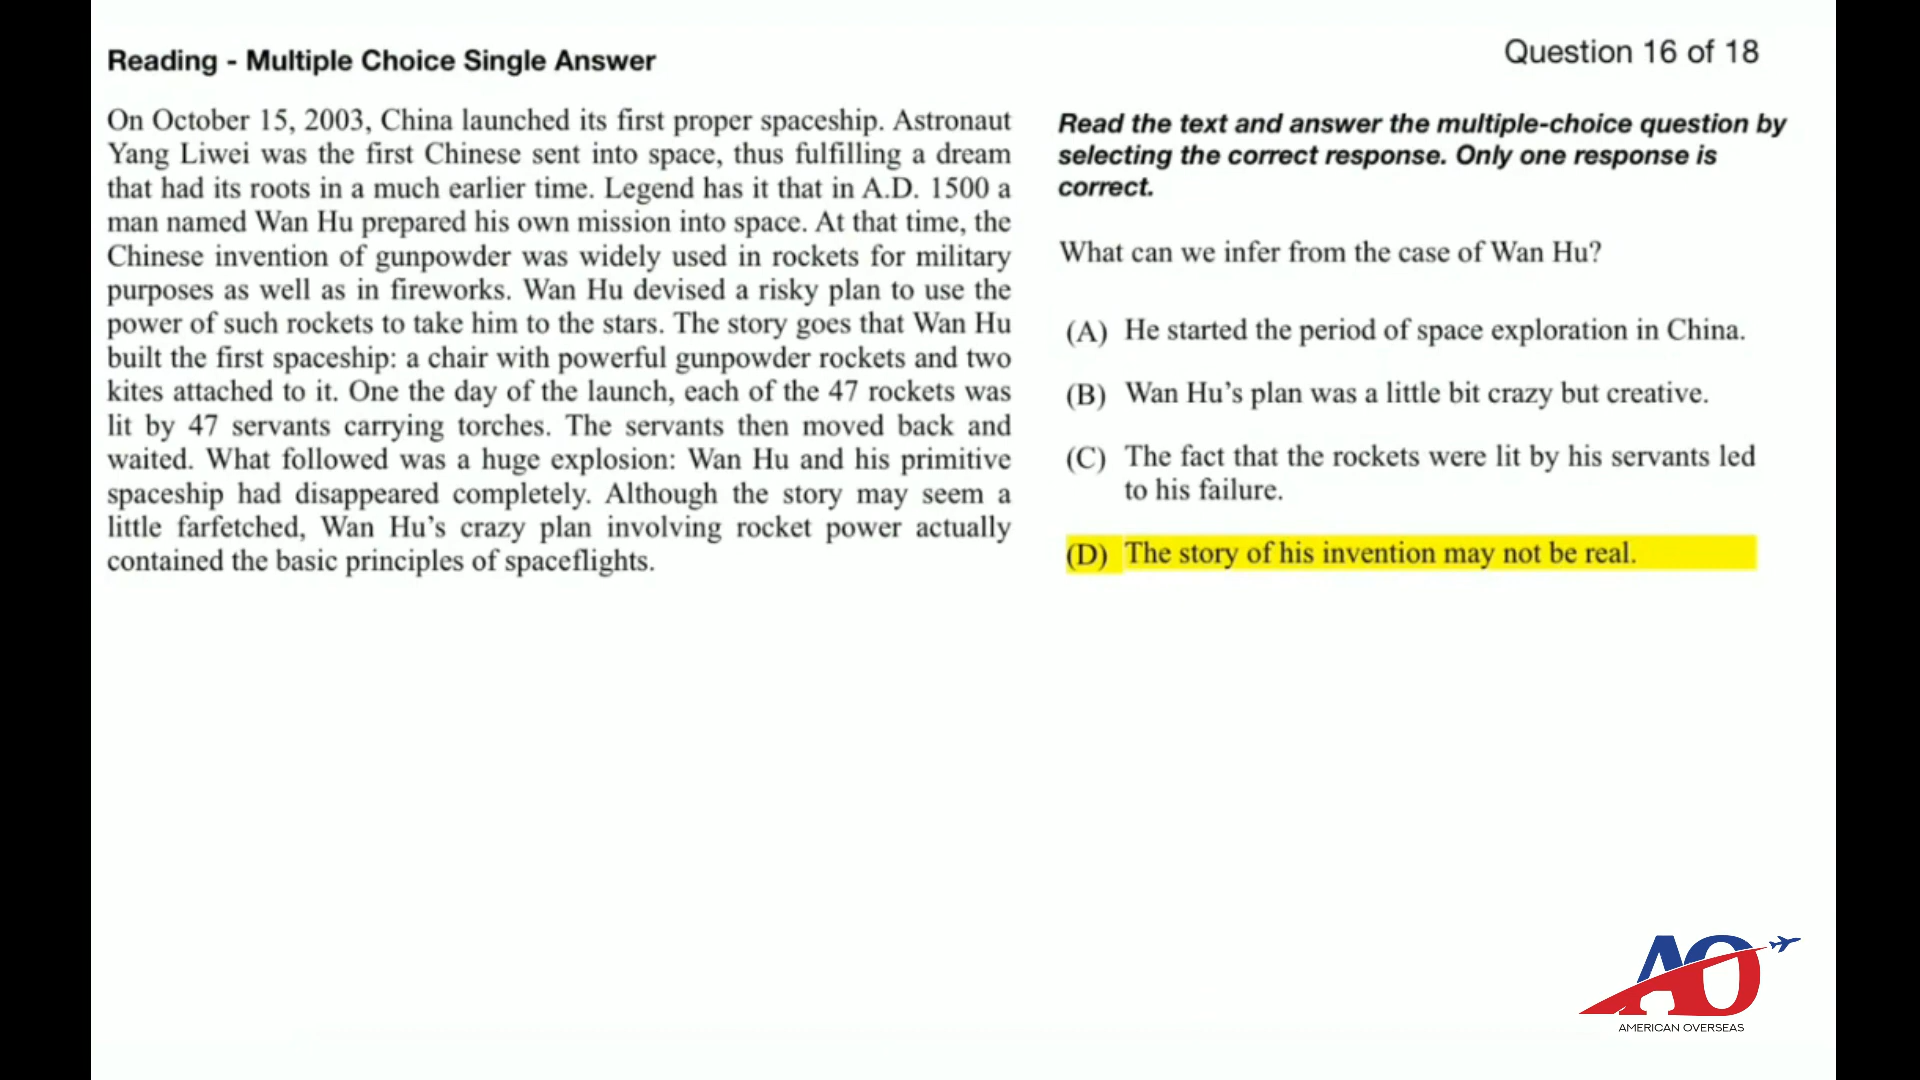 Reading - Multiple Choice Single Answer
Question 16 of 18
On October 15, 2003, China launched its first proper spaceship. Astronaut
Yang Liwei was the first Chinese sent into space, thus fulfilling a dream
that had its roots in a much earlier time. Legend has it that in A.D. 1500 a
man named Wan Hu prepared his own mission into space. At that time, the
Chinese invention of gunpowder was widely used in rockets for military
purposes as well as in fireworks. Wan Hu devised a risky plan to use the
power of such rockets to take him to the stars. The story goes that Wan Hu
built the first spaceship: a chair with powerful gunpowder rockets and two
kites attached to it. One the day of the launch, each of the 47 rockets was
lit by 47 servants carrying torches. The servants then moved back and
waited. What followed was a huge explosion: Wan Hu and his primitive
spaceship had disappeared completely. Although the story may seem a
little farfetched, Wan Hu's crazy plan involving rocket power actually
contained the basic principles of spaceflights.
Read the text and answer the multiple-choice question by
selecting the correct response. Only one response is
correct.
What can we infer from the case of Wan Hu?
(A) He started the period of space exploration in China.
(B) Wan Hu's plan was a little bit crazy but creative.
(C) The fact that the rockets were lit by his servants led
to his failure.
(D) The story of his invention may not be real.
AO
AMERICAN OVERSEAS